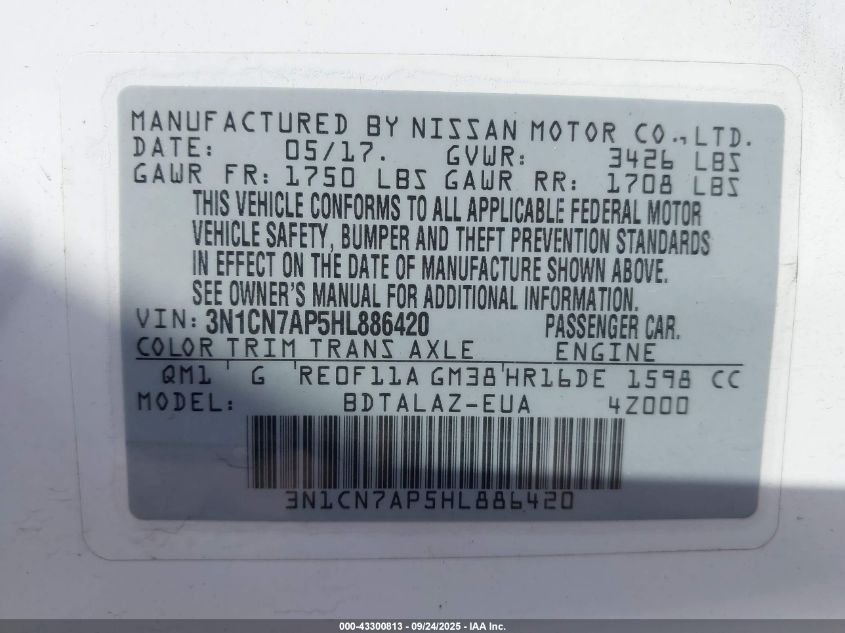 MANUFACTURED BY NISSAN MOTOR CO.,LTD.
DATE: 05/17. GVWR: 3426 LBS
GAWR FR: 1750 LBS GAWR RR: 1708 LBS
THIS VEHICLE CONFORMS TO ALL APPLICABLE FEDERAL MOTOR
VEHICLE SAFETY, BUMPER AND THEFT PREVENTION STANDARDS
IN EFFECT ON THE DATE OF MANUFACTURE SHOWN ABOVE.
SEE OWNER'S MANUAL FOR ADDITIONAL INFORMATION.
VIN: 3N1CN7AP5HL886420 PASSENGER CAR.
COLOR TRIM TRANS AXLE ENGINE
QM1 G RE0F11A GM38 HR16DE 1598 CC
MODEL: BDTALAZ-EUA 4Z000
3N1CN7AP5HL886420
000-43300813 - 09/24/2025 - IAA Inc.